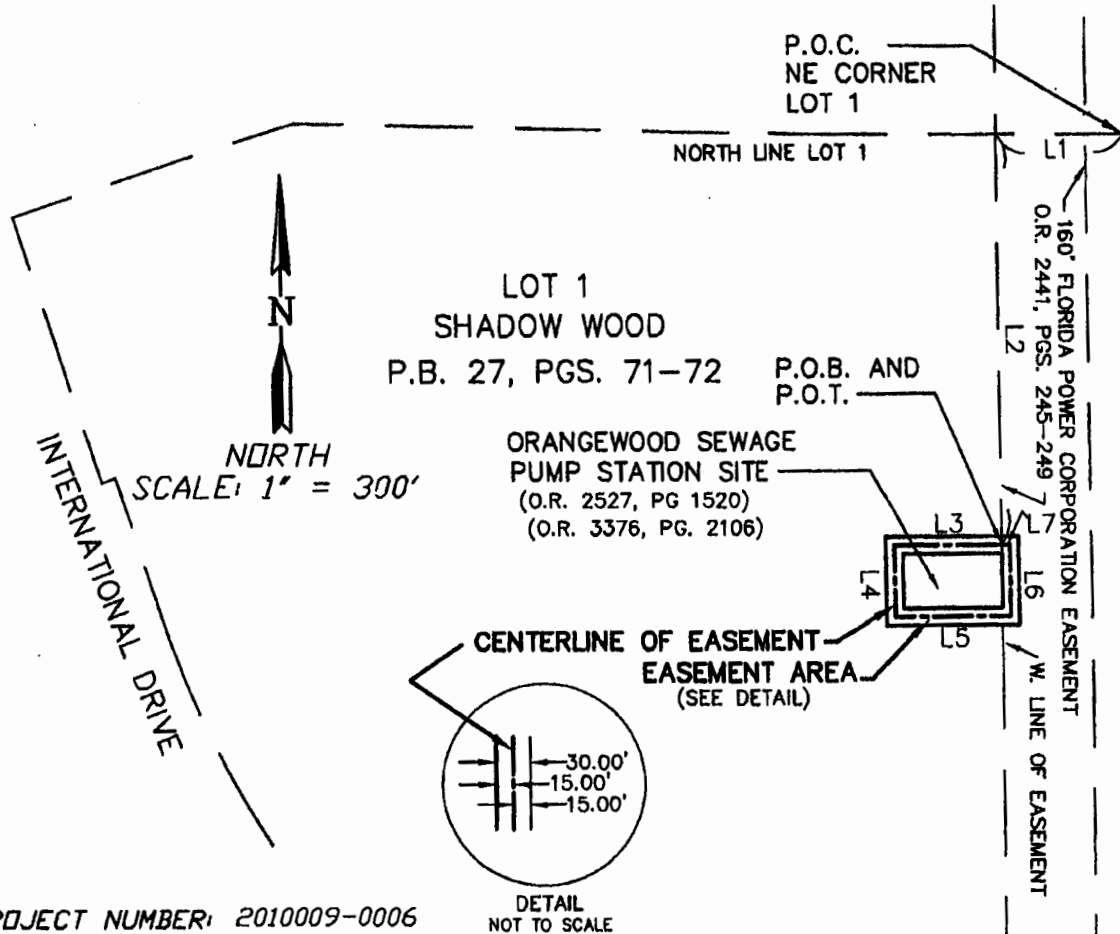 P.O.C.
NE CORNER
LOT 1
NORTH LINE LOT 1
L1
160' FLORIDA POWER CORPORATION EASEMENT
O.R. 2441, PGS. 245-249
L2
N
NORTH
SCALE: 1" = 300'
LOT 1
SHADOW WOOD
P.B. 27, PGS. 71-72
P.O.B. AND
P.O.T.
ORANGEWOOD SEWAGE
PUMP STATION SITE
(O.R. 2527, PG 1520)
(O.R. 3376, PG. 2106)
L3
L7
L4
L6
L5
INTERNATIONAL DRIVE
CENTERLINE OF EASEMENT
EASEMENT AREA
(SEE DETAIL)
W. LINE OF EASEMENT
30.00'
15.00'
15.00'
DETAIL
NOT TO SCALE
OJECT NUMBER: 2010009-0006